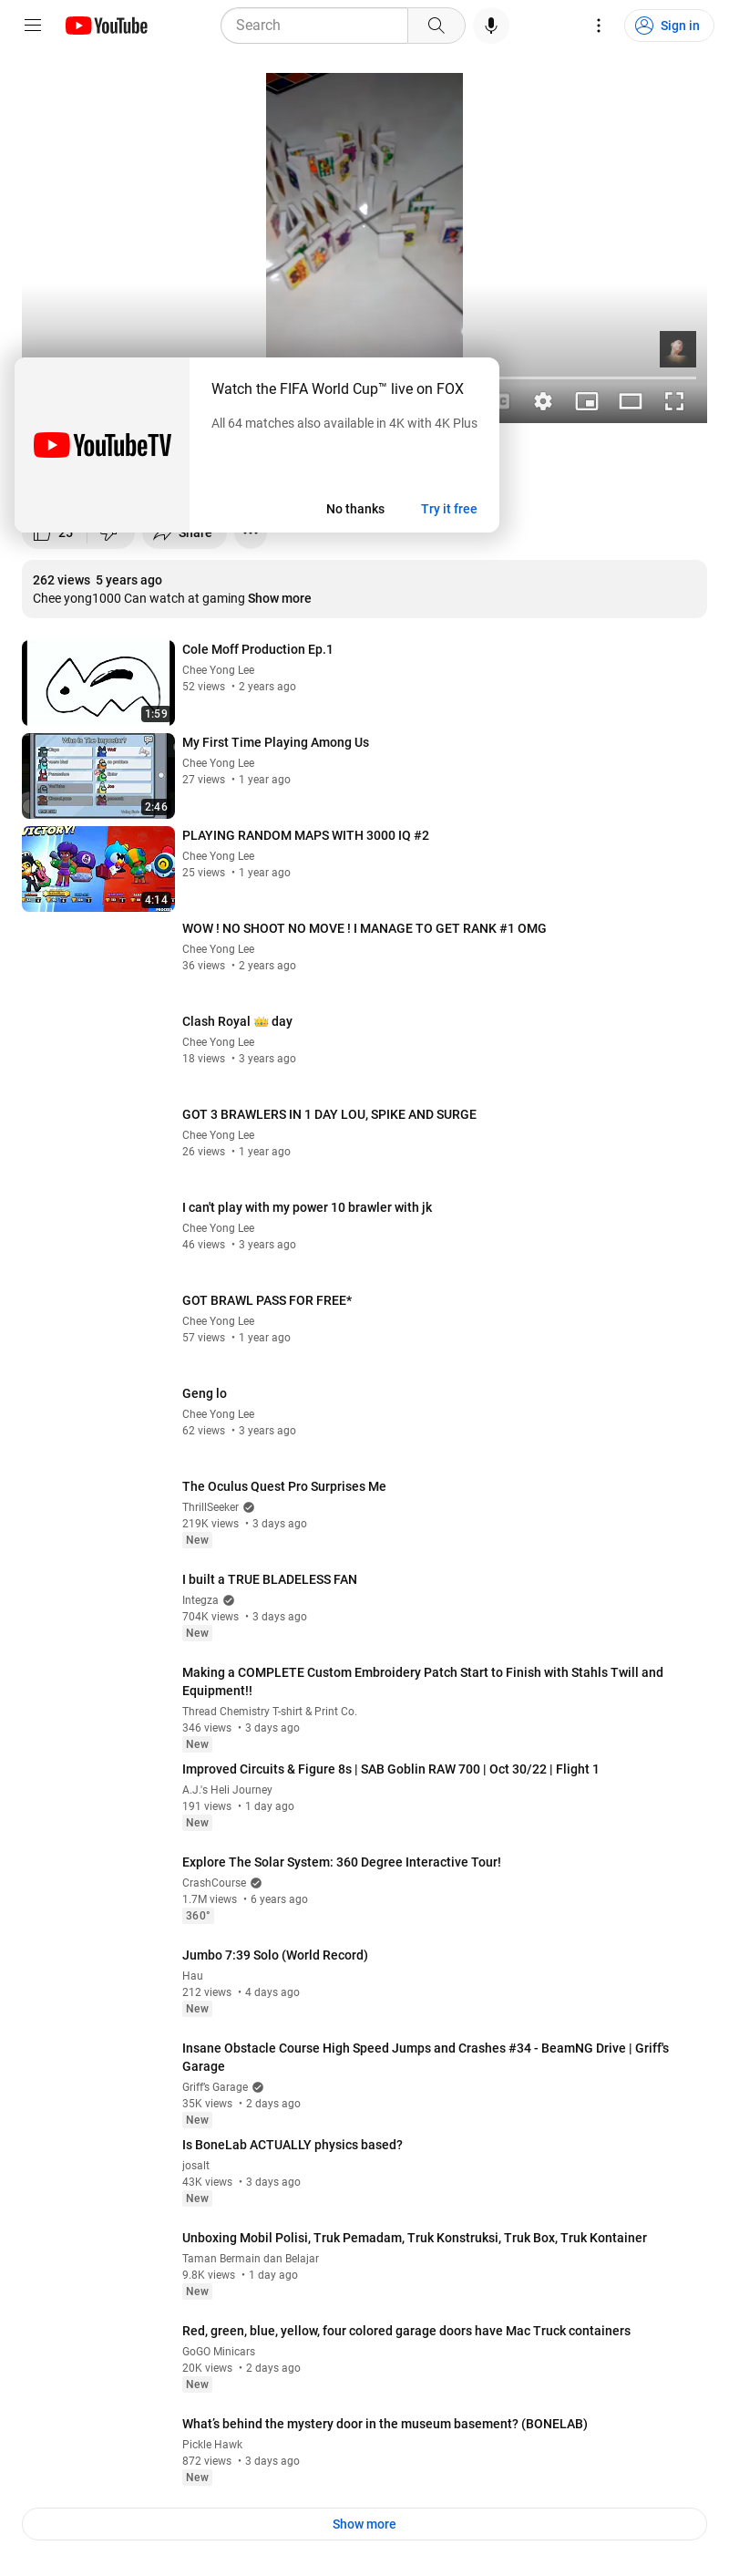 YouTube
Search
Sign in
Watch the FIFA World Cup™ live on FOX
All 64 matches also available in 4K with 4K Plus
YouTubeTV
No thanks
Try it free
25
Share
262 views 5 years ago
Chee yong1000 Can watch at gaming Show more
Cole Moff Production Ep.1
Chee Yong Lee
52 views • 2 years ago
1:59
My First Time Playing Among Us
Chee Yong Lee
27 views • 1 year ago
Who Is The Impostor?
2:46
PLAYING RANDOM MAPS WITH 3000 IQ #2
Chee Yong Lee
25 views • 1 year ago
VICTORY!
4:14
WOW ! NO SHOOT NO MOVE ! I MANAGE TO GET RANK #1 OMG
Chee Yong Lee
36 views • 2 years ago
Clash Royal 👑 day
Chee Yong Lee
18 views • 3 years ago
GOT 3 BRAWLERS IN 1 DAY LOU, SPIKE AND SURGE
Chee Yong Lee
26 views • 1 year ago
I can't play with my power 10 brawler with jk
Chee Yong Lee
46 views • 3 years ago
GOT BRAWL PASS FOR FREE*
Chee Yong Lee
57 views • 1 year ago
Geng lo
Chee Yong Lee
62 views • 3 years ago
The Oculus Quest Pro Surprises Me
ThrillSeeker
219K views • 3 days ago
New
I built a TRUE BLADELESS FAN
Integza
704K views • 3 days ago
New
Making a COMPLETE Custom Embroidery Patch Start to Finish with Stahls Twill and
Equipment!!
Thread Chemistry T-shirt & Print Co.
346 views • 3 days ago
New
Improved Circuits & Figure 8s | SAB Goblin RAW 700 | Oct 30/22 | Flight 1
A.J.'s Heli Journey
191 views • 1 day ago
New
Explore The Solar System: 360 Degree Interactive Tour!
CrashCourse
1.7M views • 6 years ago
360°
Jumbo 7:39 Solo (World Record)
Hau
212 views • 4 days ago
New
Insane Obstacle Course High Speed Jumps and Crashes #34 - BeamNG Drive | Griff's
Garage
Griff's Garage
35K views • 2 days ago
New
Is BoneLab ACTUALLY physics based?
josalt
43K views • 3 days ago
New
Unboxing Mobil Polisi, Truk Pemadam, Truk Konstruksi, Truk Box, Truk Kontainer
Taman Bermain dan Belajar
9.8K views • 1 day ago
New
Red, green, blue, yellow, four colored garage doors have Mac Truck containers
GoGO Minicars
20K views • 2 days ago
New
What's behind the mystery door in the museum basement? (BONELAB)
Pickle Hawk
872 views • 3 days ago
New
Show more